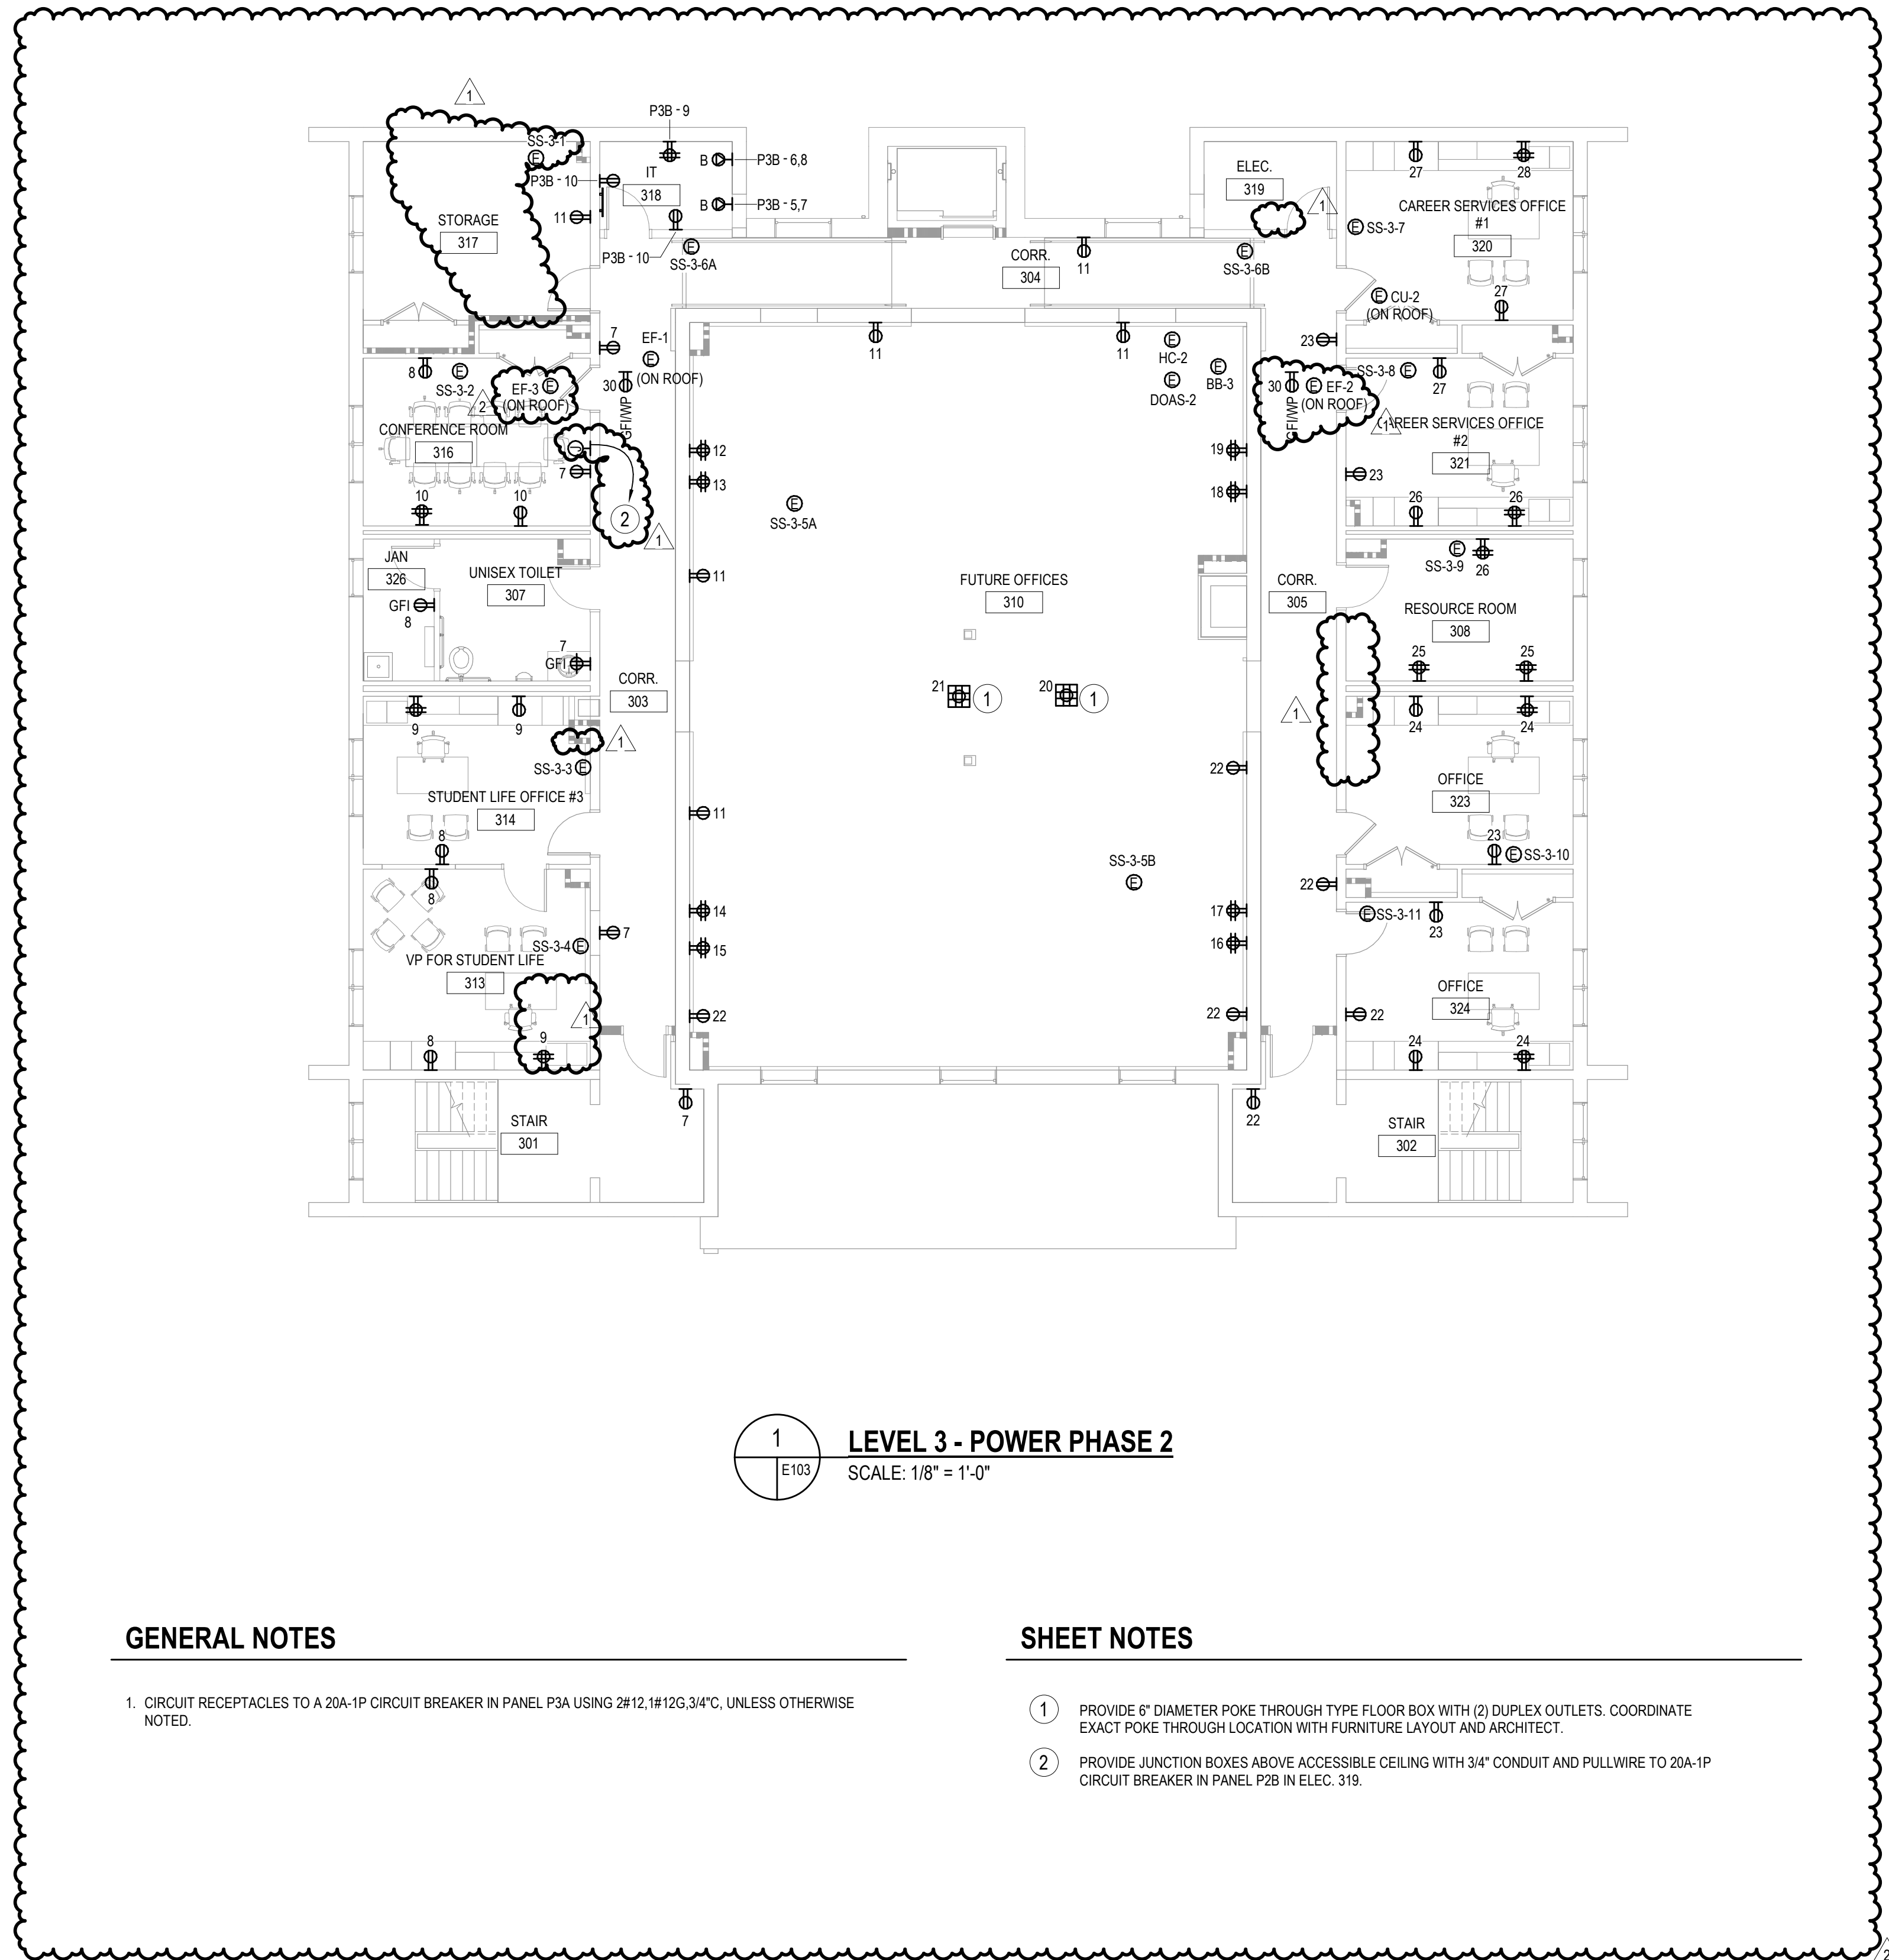 1
P3B - 9
SS-3-1
E
B
P3B - 6,8
IT
318
P3B - 10
ELEC.
319
27
28
B
P3B - 5,7
11
STORAGE
317
1
CAREER SERVICES OFFICE
#1
320
E
SS-3-7
P3B - 10
E
SS-3-6A
CORR.
304
11
E
SS-3-6B
27
E
CU-2
(ON ROOF)
7
EF-1
E
(ON ROOF)
11
11
E
HC-2
23
8
E
SS-3-2
EF-3
E
(ON ROOF)
2
30
GFI/WP
E
BB-3
E
DOAS-2
30
GFI/WP
E
EF-2
(ON ROOF)
1
SS-3-8
E
27
CONFERENCE ROOM
316
J
7
12
13
19
18
CAREER SERVICES OFFICE
#2
321
23
10
10
2
1
E
SS-3-5A
26
26
JAN
326
UNISEX TOILET
307
11
FUTURE OFFICES
310
CORR.
305
E
SS-3-9
26
GFI
8
RESOURCE ROOM
308
7
GFI
25
25
CORR.
303
21
1
20
1
1
9
9
24
24
1
SS-3-3
E
22
OFFICE
323
STUDENT LIFE OFFICE #3
314
11
8
23
E
SS-3-10
SS-3-5B
E
8
22
14
17
E
SS-3-11
23
7
SS-3-4
E
15
16
VP FOR STUDENT LIFE
313
OFFICE
324
1
22
22
22
8
9
24
24
7
22
STAIR
301
STAIR
302
1
E103
LEVEL 3 - POWER PHASE 2
SCALE: 1/8" = 1'-0"
GENERAL NOTES
1. CIRCUIT RECEPTACLES TO A 20A-1P CIRCUIT BREAKER IN PANEL P3A USING 2#12,1#12G,3/4"C, UNLESS OTHERWISE
NOTED.
SHEET NOTES
1 PROVIDE 6" DIAMETER POKE THROUGH TYPE FLOOR BOX WITH (2) DUPLEX OUTLETS. COORDINATE
EXACT POKE THROUGH LOCATION WITH FURNITURE LAYOUT AND ARCHITECT.
2 PROVIDE JUNCTION BOXES ABOVE ACCESSIBLE CEILING WITH 3/4" CONDUIT AND PULLWIRE TO 20A-1P
CIRCUIT BREAKER IN PANEL P2B IN ELEC. 319.
2